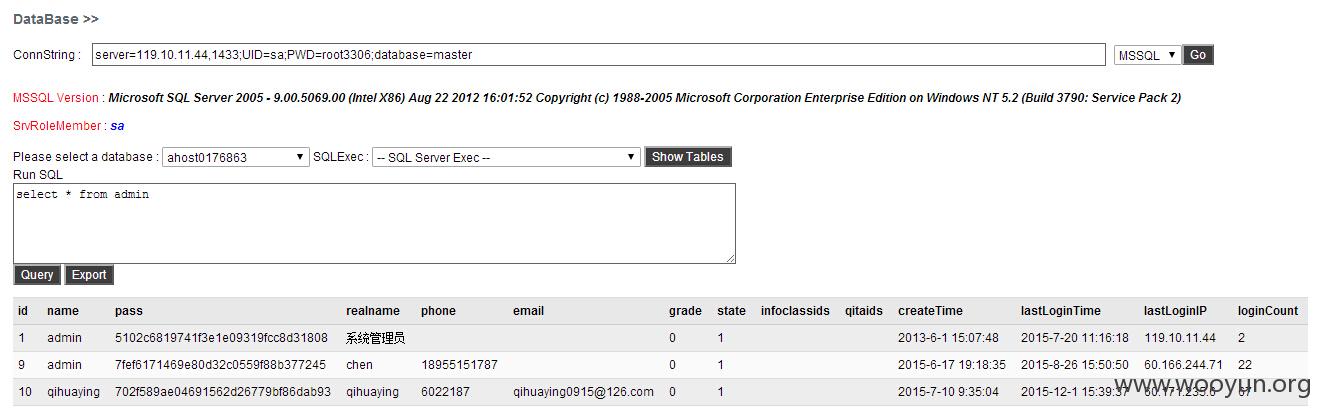 DataBase >>
ConnString : server=119.10.11.44,1433;UID=sa;PWD=root3306;database=master MSSQL Go
MSSQL Version : Microsoft SQL Server 2005 - 9.00.5069.00 (Intel X86) Aug 22 2012 16:01:52 Copyright (c) 1988-2005 Microsoft Corporation Enterprise Edition on Windows NT 5.2 (Build 3790: Service Pack 2)
SrvRoleMember : sa
Please select a database : ahost0176863 SQLExec : -- SQL Server Exec -- Show Tables
Run SQL
select * from admin
Query Export
id name pass realname phone email grade state infoclassids qitaids createTime lastLoginTime lastLoginIP loginCount
1 admin 5102c6819741f3e1e09319fcc8d31808 系统管理员 0 1 2013-6-1 15:07:48 2015-7-20 11:16:18 119.10.11.44 2
9 admin 7fef6171469e80d32c0559f88b377245 chen 18955151787 0 1 2015-6-17 19:18:35 2015-8-26 15:50:50 60.166.244.71 22
10 qihuaying 702f589ae04691562d26779bf86dab93 qihuaying 6022187 qihuaying0915@126.com 0 1 2015-7-10 9:35:04 2015-12-1 15:39:37
www.wooyun.org